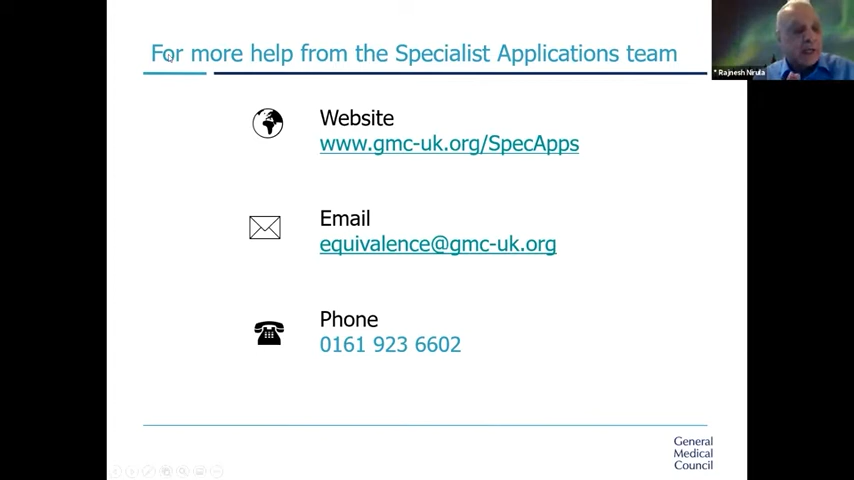 For more help from the Specialist Applications team
* Rajnesh Nirula
Website
www.gmc-uk.org/SpecApps
Email
equivalence@gmc-uk.org
Phone
0161 923 6602
General
Medical
Council